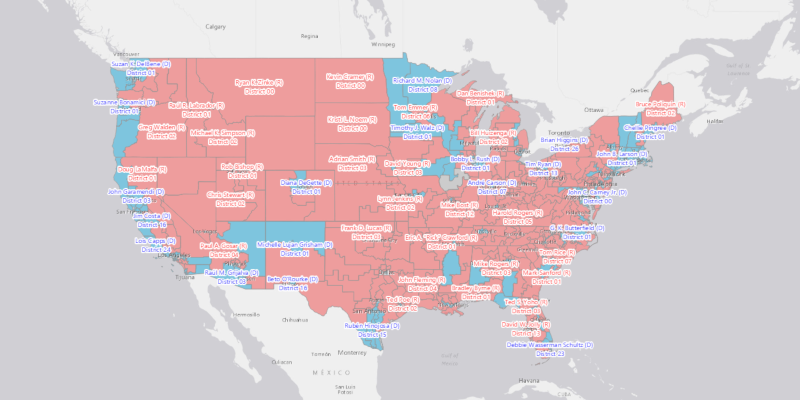 Calgary
Regina
Winnipeg
Vancouver
Suzan K. DelBene (D)
District 01
Ryan K. Zinke (R)
District 00
Kevin Cramer (R)
District 00
Richard M. Nolan (D)
District 08
Dan Benishek (R)
District 01
Quebec
Bruce Poliquin (R)
District 02
Ottawa
Suzanne Bonamici (D)
District 01
Raúl R. Labrador (R)
District 01
Tom Emmer (R)
District 06
Kristi L. Noem (R)
District 00
Timothy J. Walz (D)
District 01
Bill Huizenga (R)
District 02
Toronto
Brian Higgins (D)
District 26
Chellie Pingree (D)
District 01
Halifax
Greg Walden (R)
District 02
Michael K. Simpson (R)
District 02
John B. Larson (D)
District 01
Adrian Smith (R)
District 03
David Young (R)
District 03
Bobby L. Rush (D)
District 01
Tim Ryan (D)
District 13
Doug LaMalfa (R)
District 01
Rob Bishop (R)
District 01
Diana DeGette (D)
District 01
André Carson (D)
District 07
John C. Carney Jr. (D)
District 00
John Garamendi (D)
District 03
Chris Stewart (R)
District 02
Lynn Jenkins (R)
District 02
Mike Bost (R)
District 12
Harold Rogers (R)
District 05
Jim Costa (D)
District 16
Frank D. Lucas (R)
District 03
Eric A. "Rick" Crawford (R)
District 01
G. K. Butterfield (D)
District 01
Lois Capps (D)
District 24
Paul A. Gosar (R)
District 04
Michelle Lujan Grisham (D)
District 01
Tom Rice (R)
District 07
Los Angeles
Mike Rogers (R)
District 03
Mark Sanford (R)
District 01
Raúl M. Grijalva (D)
District 03
Beto O'Rourke (D)
District 16
John Fleming (R)
District 04
Bradley Byrne (R)
District 01
Tijuana
Ted Poe (R)
District 02
Ted S. Yoho (R)
District 03
San Antonio
Hermosillo
Chihuahua
Ruben Hinojosa (D)
District 15
David W. Jolly (R)
District 13
Debbie Wasserman Schultz (D)
District 23
Torreón
Monterrey
Culiacán
MÉXICO
San Luis
Potosí
Havana